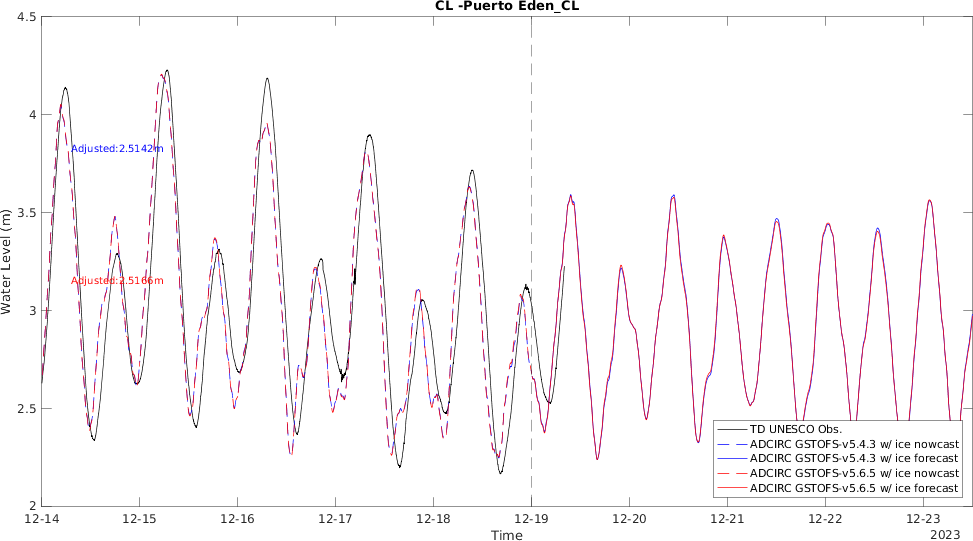 CL -Puerto Eden_CL
4.5
4
3.5
3
2.5
2
Water Level (m)
Adjusted:2.5142m
Adjusted:2.5166m
TD UNESCO Obs.
ADCIRC GSTOFS-v5.4.3 w/ ice nowcast
ADCIRC GSTOFS-v5.4.3 w/ ice forecast
ADCIRC GSTOFS-v5.6.5 w/ ice nowcast
ADCIRC GSTOFS-v5.6.5 w/ ice forecast
12-14 12-15 12-16 12-17 12-18 12-19 12-20 12-21 12-22 12-23
Time
2023